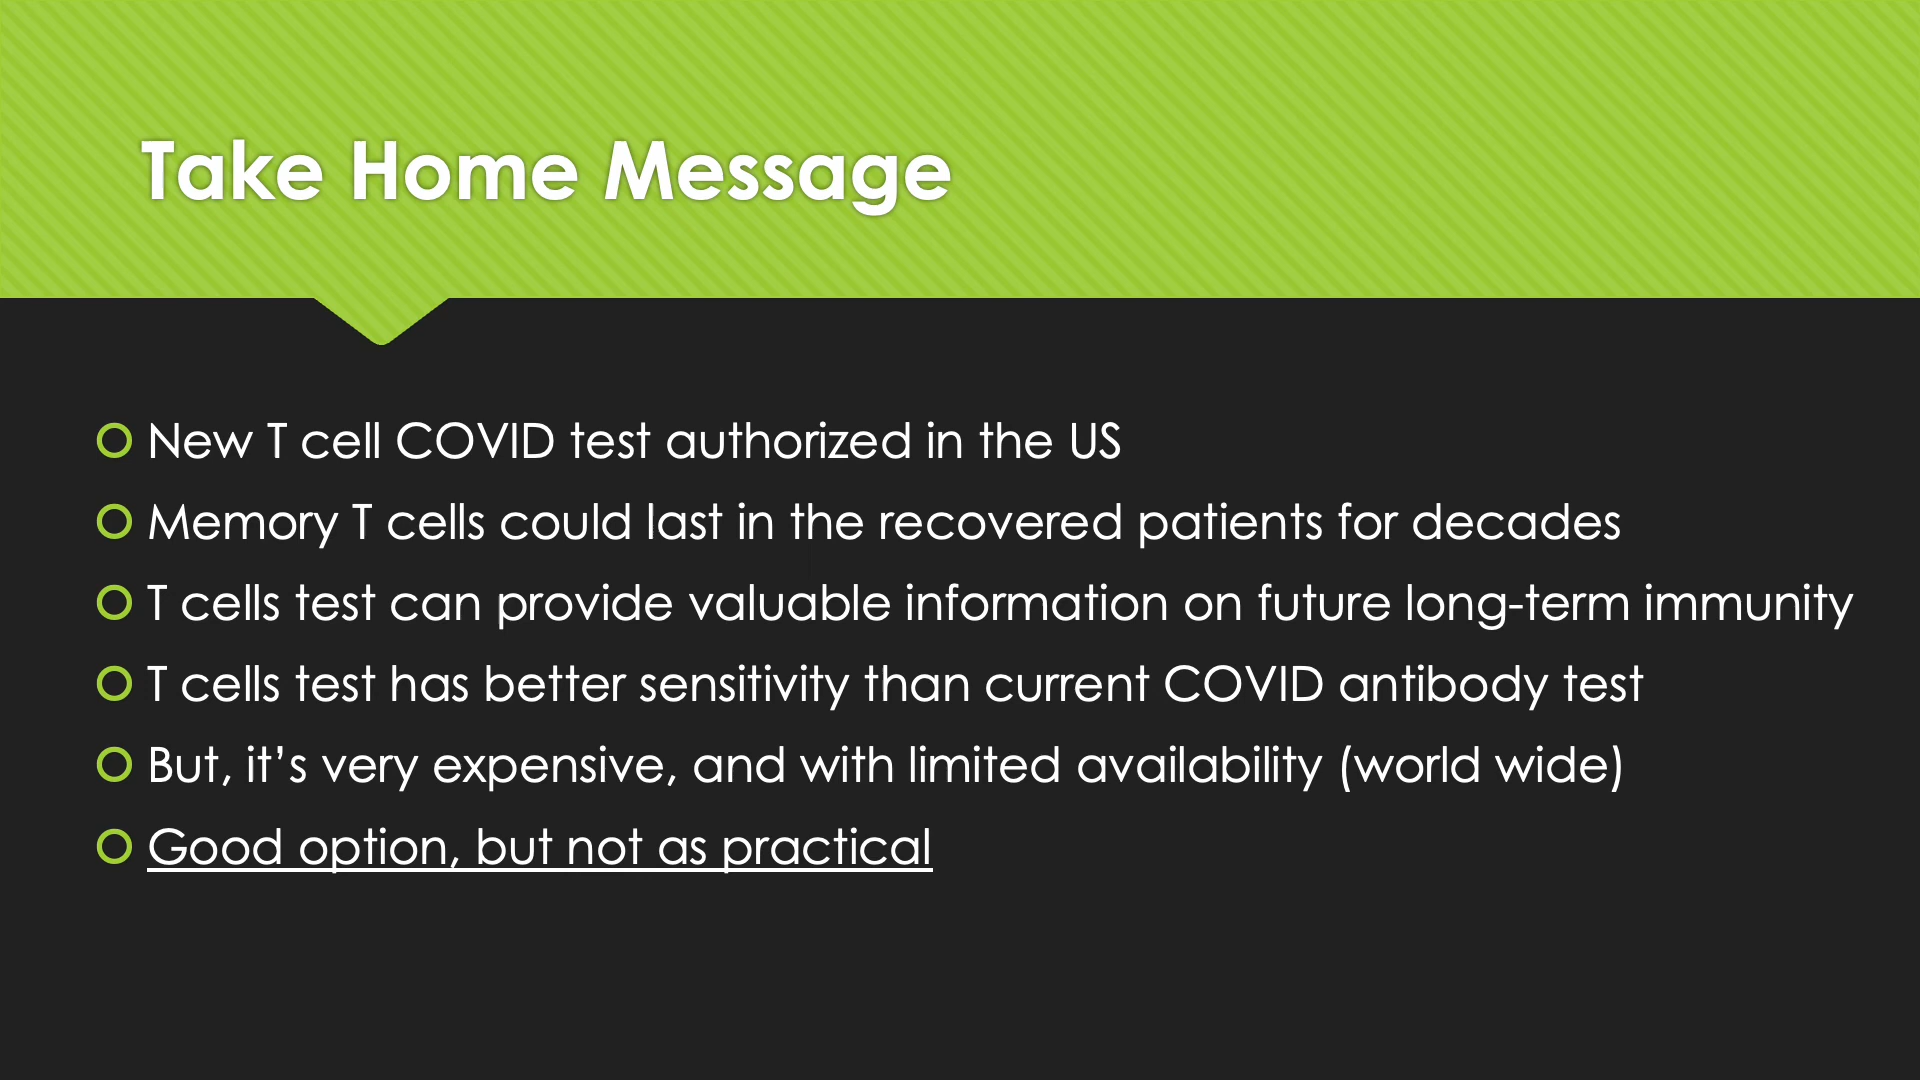 Take Home Message
New T cell COVID test authorized in the US
Memory T cells could last in the recovered patients for decades
T cells test can provide valuable information on future long-term immunity
T cells test has better sensitivity than current COVID antibody test
But, it’s very expensive, and with limited availability (world wide)
Good option, but not as practical